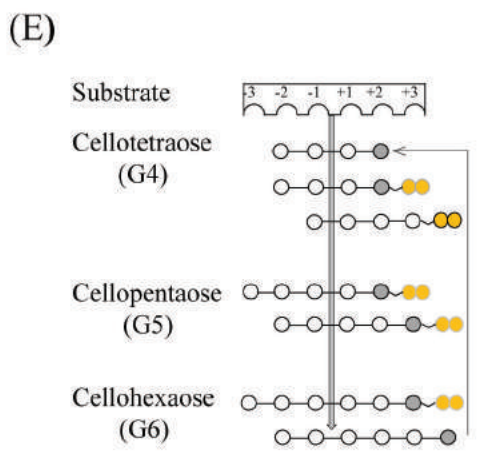 (E)
Substrate -3 -2 -1 +1 +2 +3
Cellotetraose
(G4)
Cellopentaose
(G5)
Cellohexaose
(G6)